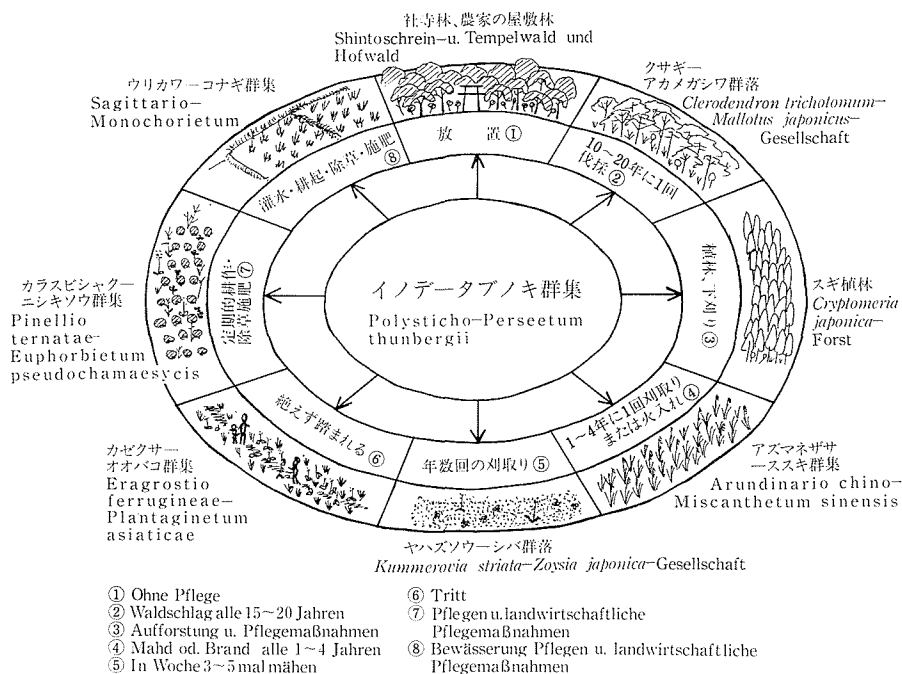 社寺林、農家の屋敷林
Shintoschrein-u. Tempelwald und
Hofwald
クサギー
アカメガシワ群落
Clerodendron trichotomum-
Mallotus japonicus-
Gesellschaft
ウリカワーコナギ群集
Sagittario-
Monochorietum
放 置①
10~20年に1回
伐採②
灌水・耕起・除草・施肥
⑧
植林、下刈り③
スギ植林
Cryptomeria
japonica-
Forst
カラスビシャクー
ニシキソウ群集
Pinellio
ternatae-
Euphorbietum
pseudochamaesycis
定期的耕作・
除草施肥⑦
イノデータブノキ群集
Polysticho-Perseetum
thunbergii
1~4年に1回刈取り
または火入れ④
アズマネザサ
ーススキ群集
Arundinario chino-
Miscanthetum sinensis
絶えず踏まれる⑥
年数回の刈取り⑤
カゼクサー
オオバコ群集
Eragrostio
ferrugineae-
Plantaginetum
asiaticae
ヤハズソウーシバ群落
Kummerovia striata-Zoysia japonica-Gesellschaft
① Ohne Pflege
② Waldschlag alle 15~20 Jahren
③ Aufforstung u. Pflegemaßnahmen
④ Mahd od. Brand alle 1~4 Jahren
⑤ In Woche 3~5 mal mähen
⑥ Tritt
⑦ Pflegen u. landwirtschaftliche
Pflegemaßnahmen
⑧ Bewässerung Pflegen u. landwirtschaftliche
Pflegemaßnahmen